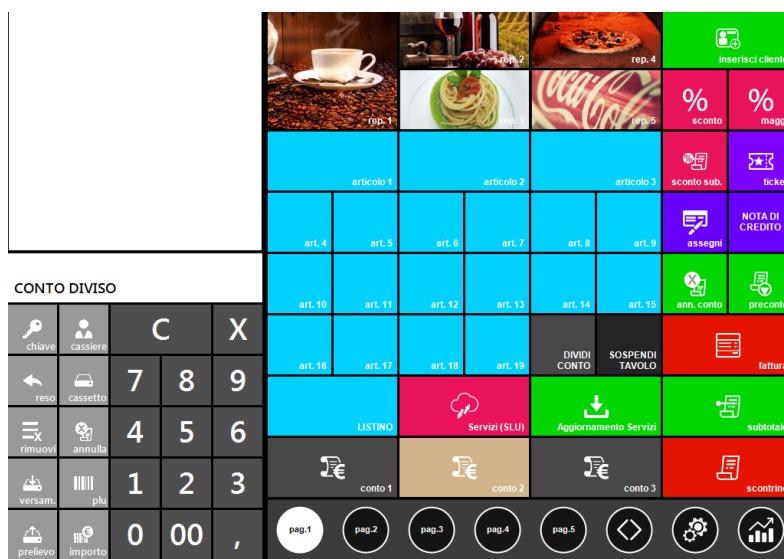 rep. 2
rep. 4
inserisci cliente
rep. 1
rep. 3
Coca-Cola
rep. 5
%
sconto
%
magg
articolo 1
articolo 2
articolo 3
sconto sub.
ticke
art. 4
art. 5
art. 6
art. 7
art. 8
art. 9
assegni
NOTA DI
CREDITO
CONTO DIVISO
art. 10
art. 11
art. 12
art. 13
art. 14
art. 15
ann. conto
preconto
chiave
cassiere
C
X
art. 16
art. 17
art. 18
art. 19
DIVIDI
CONTO
SOSPENDI
TAVOLO
fattura
reso
cassetto
7
8
9
LISTINO
Servizi (SLU)
Aggiornamento Servizi
subtotale
rimuovi
annulla
4
5
6
conto 1
conto 2
conto 3
scontrino
versam.
plu
1
2
3
prelievo
importo
0
00
,
pag.1
pag.2
pag.3
pag.4
pag.5